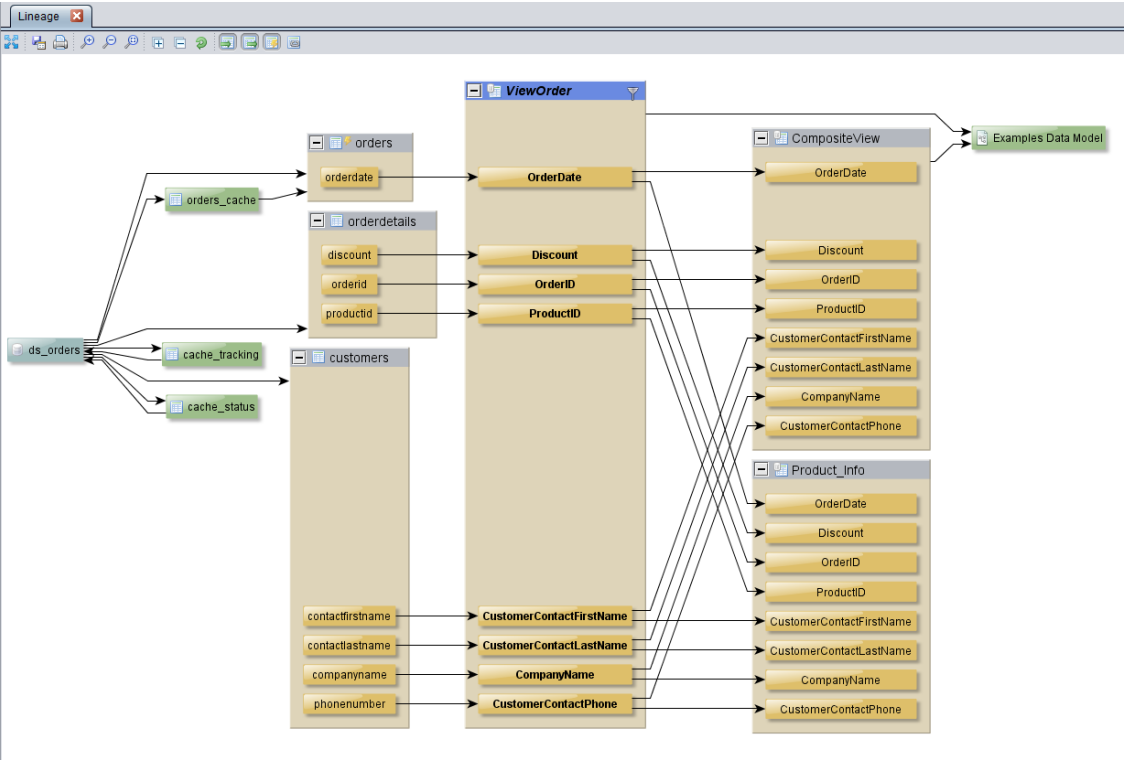 Lineage
ViewOrder
orders
CompositeView
Examples Data Model
orderdate
OrderDate
OrderDate
orders_cache
orderdetails
discount
Discount
Discount
orderid
OrderID
OrderID
productid
ProductID
ProductID
CustomerContactFirstName
ds_orders
cache_tracking
customers
CustomerContactLastName
CompanyName
cache_status
CustomerContactPhone
Product_Info
OrderDate
Discount
OrderID
ProductID
contactfirstname
CustomerContactFirstName
CustomerContactFirstName
contactlastname
CustomerContactLastName
CustomerContactLastName
companyname
CompanyName
CompanyName
phonenumber
CustomerContactPhone
CustomerContactPhone